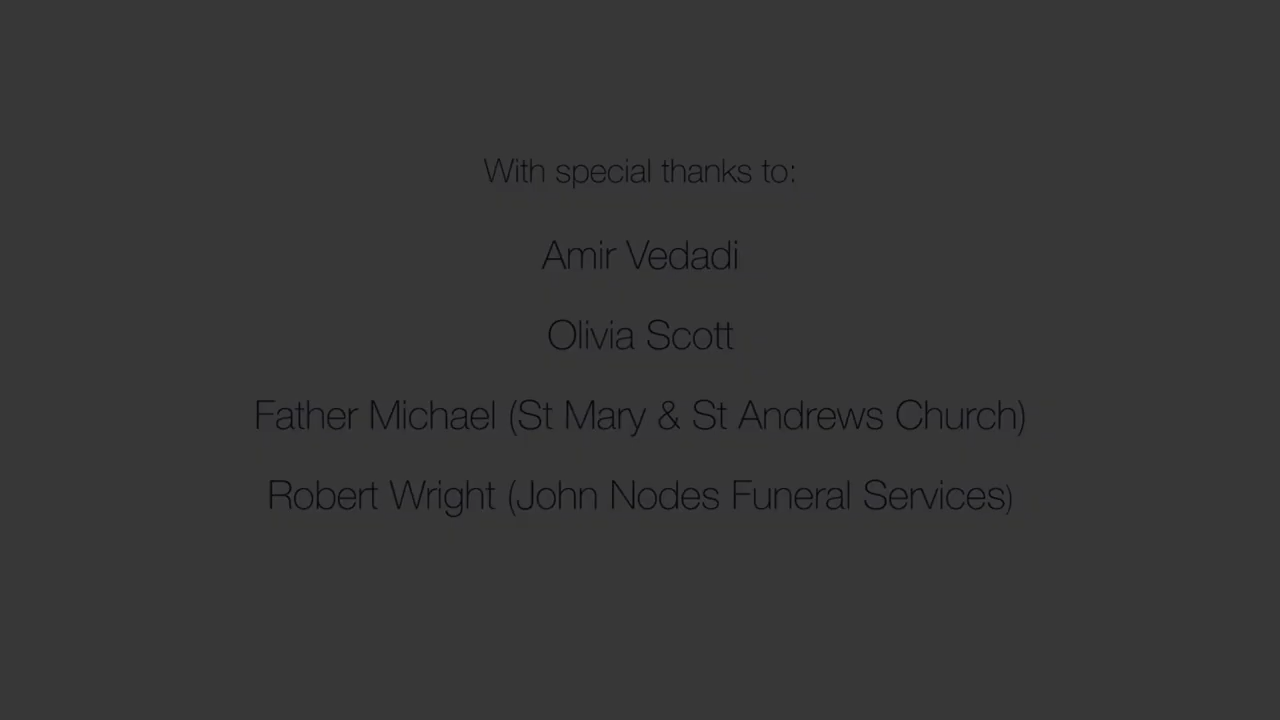 With special thanks to:
Amir Vedadi
Olivia Scott
Father Michael (St Mary & St Andrews Church)
Robert Wright (John Nodes Funeral Services)